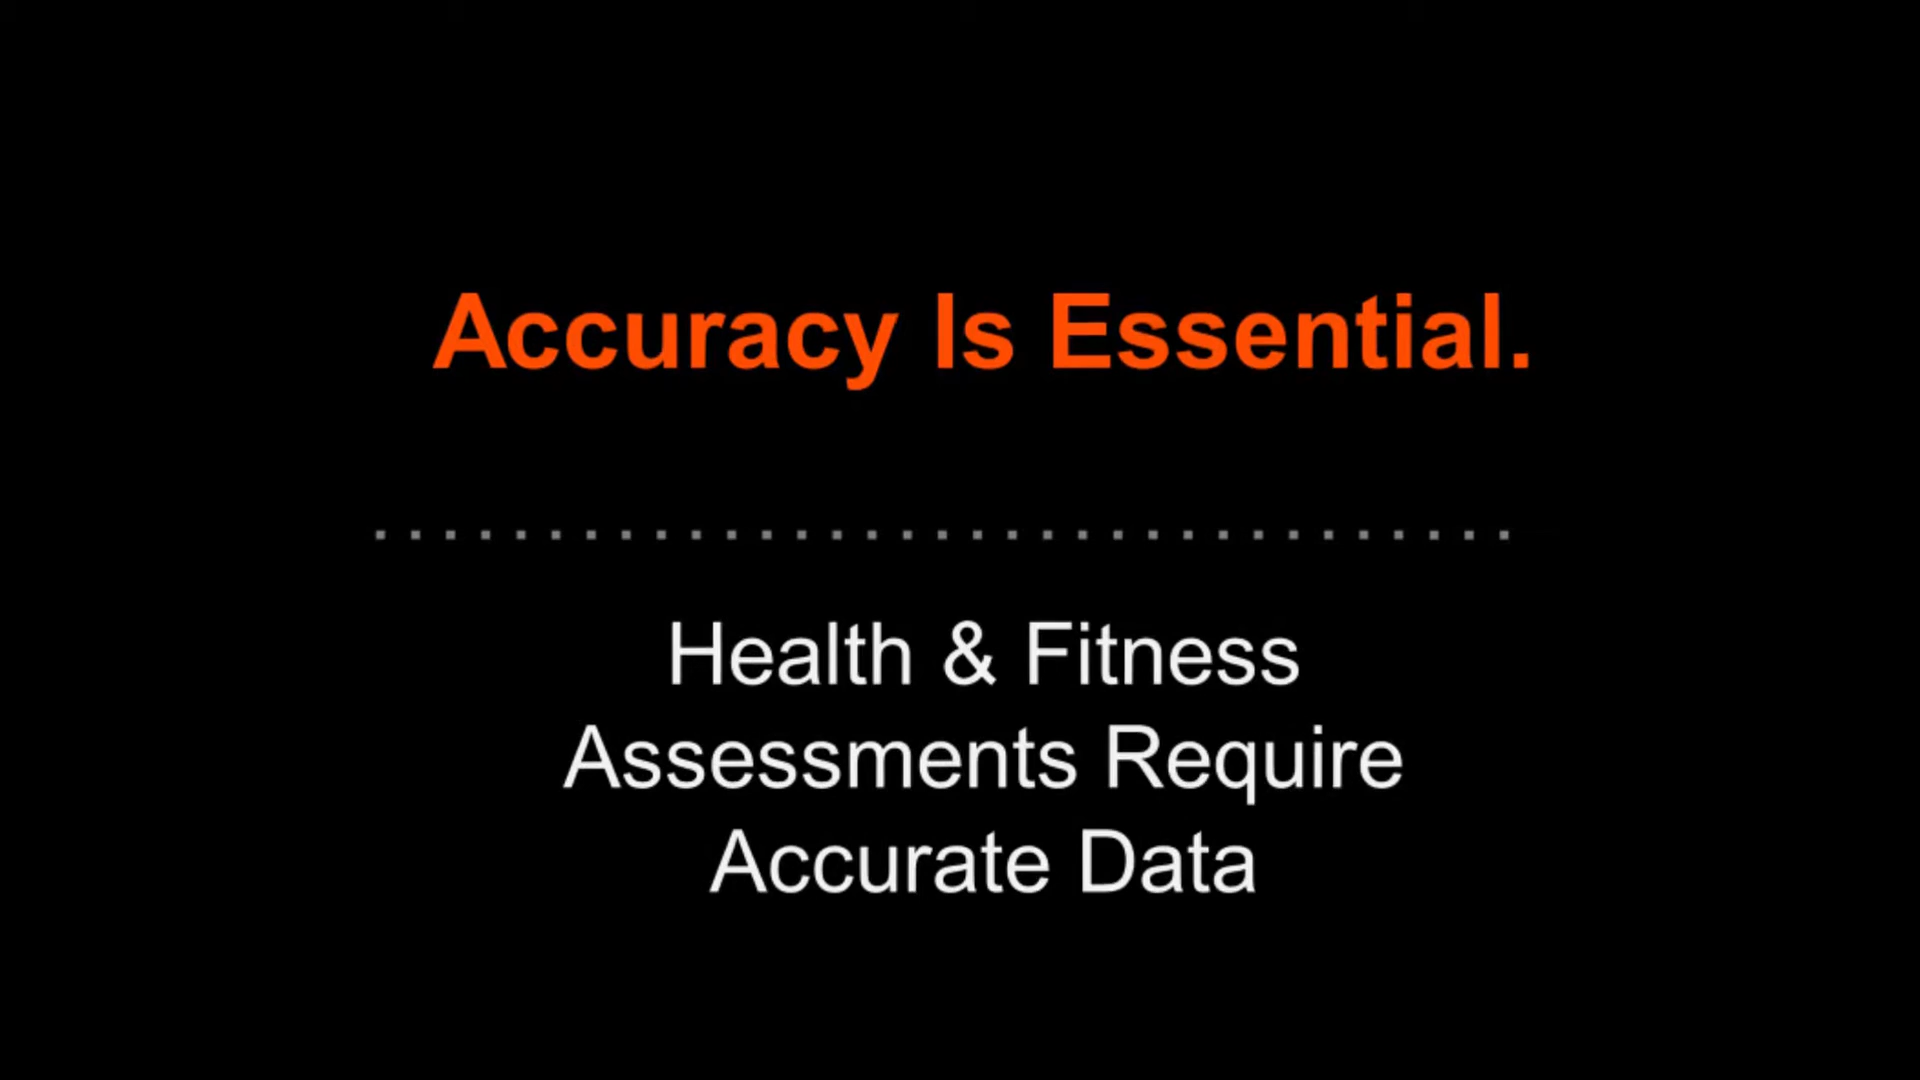 Accuracy Is Essential.
Health & Fitness
Assessments Require
Accurate Data